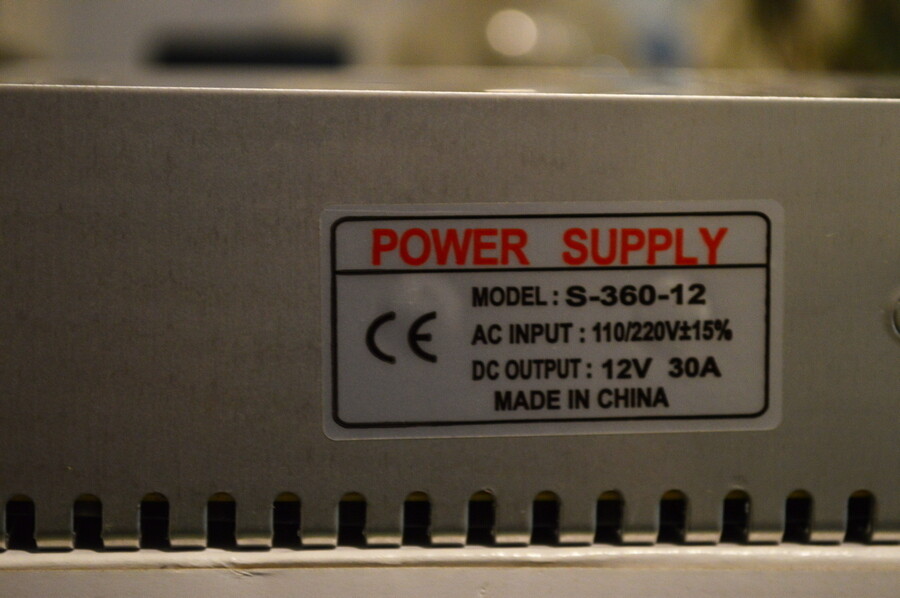 POWER SUPPLY
MODEL : S-360-12
CE
AC INPUT : 110/220V±15%
DC OUTPUT : 12V 30A
MADE IN CHINA